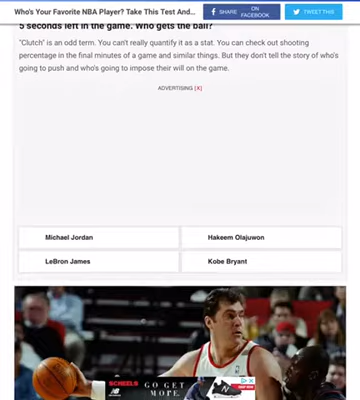 Who's Your Favorite NBA Player? Take This Test And...
SHARE ON FACEBOOK
TWEET THIS
5 seconds left in the game. Who gets the ball?
"Clutch" is an odd term. You can't really quantify it as a stat. You can check out shooting
percentage in the final minutes of a game and similar things. But they don't tell the story of who's
going to push and who's going to impose their will on the game.
ADVERTISING [X]
Michael Jordan
Hakeem Olajuwon
LeBron James
Kobe Bryant
SCHEELS
GO GET
MORE.
SHOP NOW